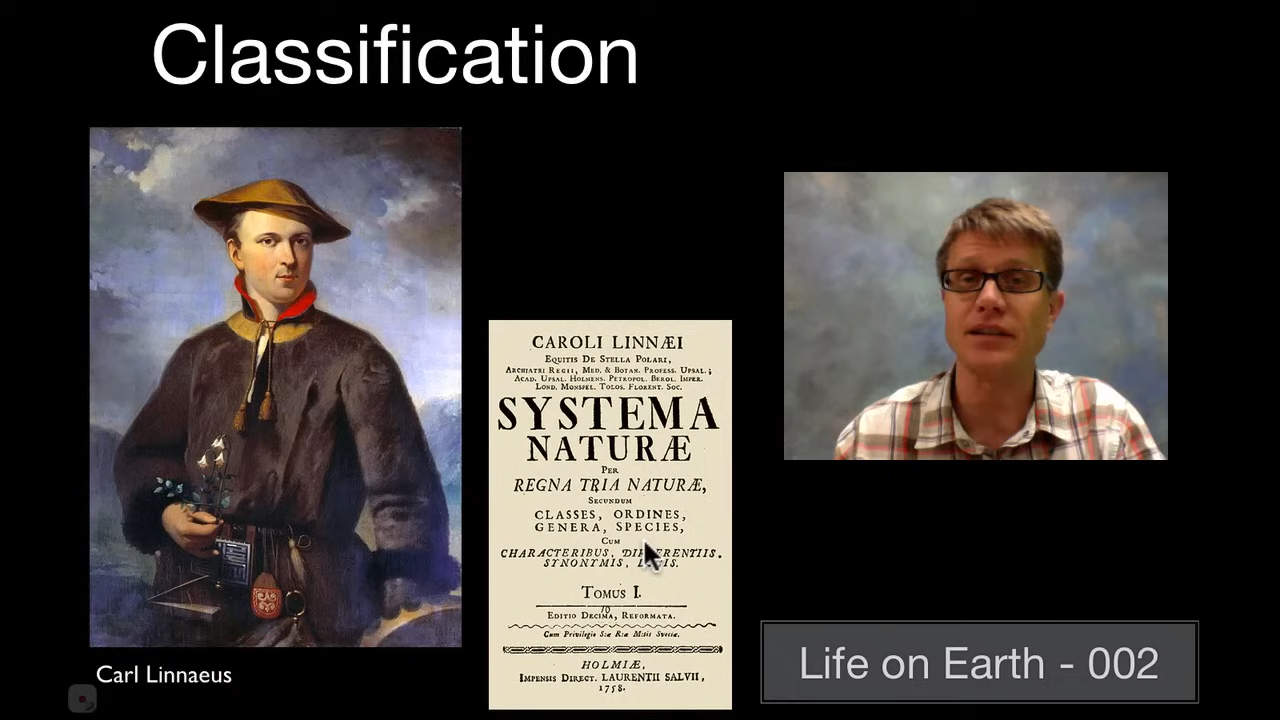 Classification
CAROLI LINNÆI
EQUITIS DE STELLA POLARI,
ARCHIATRI REGII, MED. & BOTAN. PROFESS. UPSAL.;
ACAD. UPSAL. HOLMENS. PETROPOL. BEROL. IMPER.
LOND. MONSPEL. TOLOS. FLORENT. SOC.
SYSTEMA
NATURÆ
PER
REGNA TRIA NATURÆ,
SECUNDUM
CLASSES, ORDINES,
GENERA, SPECIES,
CUM
CHARACTERIBUS,
SYNONYMIS,
TOMUS I.
EDITIO DECIMA, REFORMATA.
Cum Privilegio S:æ R:æ M:tis Sveciæ.
HOLMIÆ,
IMPENSIS DIRECT. LAURENTII SALVII,
1758.
Carl Linnaeus
Life on Earth - 002